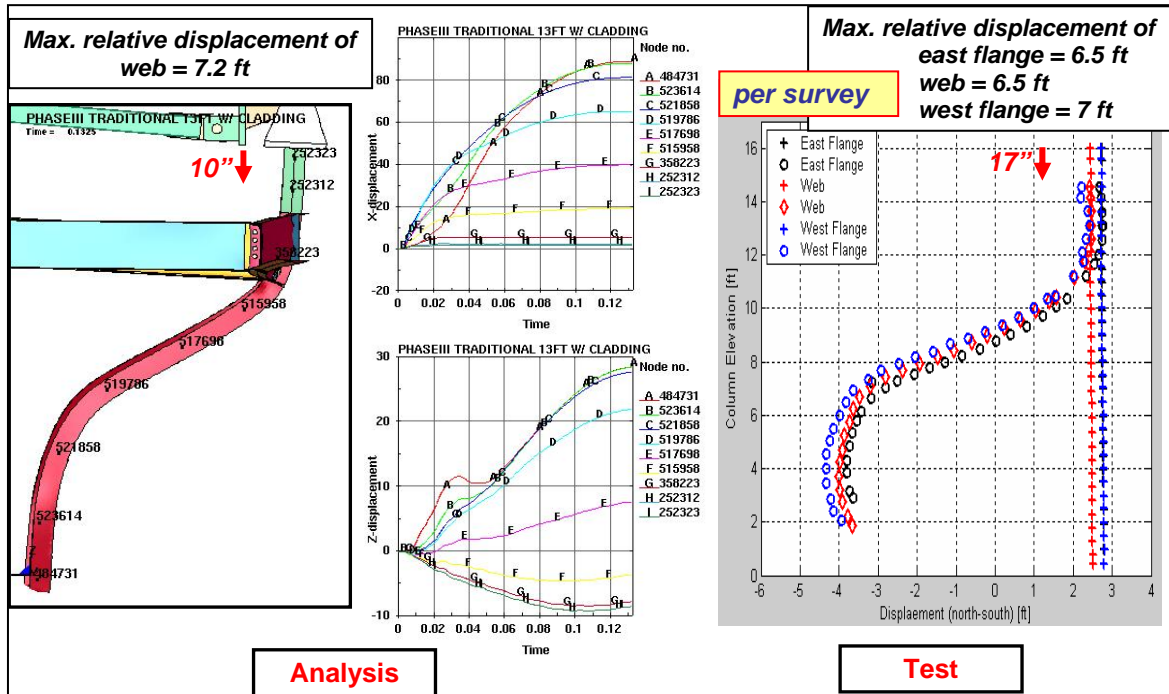 Max. relative displacement of
web = 7.2 ft
PHASEIII TRADITIONAL 13FT W/ CLADDING
Time = 0.1325
10”
252323
252312
358223
515958
517698
519786
521858
523614
Z
484731
PHASEIII TRADITIONAL 13FT W/ CLADDING
Node no.
A 484731
B 523614
C 521858
D 519786
E 517698
F 515958
G 358223
H 252312
I 252323
X-displacement
80
60
40
20
0
-20
0 0.02 0.04 0.06 0.08 0.1 0.12
Time
PHASEIII TRADITIONAL 13FT W/ CLADDING
Node no.
A 484731
B 523614
C 521858
D 519786
E 517698
F 515958
G 358223
H 252312
I 252323
Z-displacement
30
20
10
0
-10
0 0.02 0.04 0.06 0.08 0.1 0.12
Time
Analysis
Max. relative displacement of
east flange = 6.5 ft
web = 6.5 ft
west flange = 7 ft
per survey
East Flange
East Flange
Web
Web
West Flange
West Flange
17”
Column Elevation [ft]
16
14
12
10
8
6
4
2
0
-6 -5 -4 -3 -2 -1 0 1 2 3 4
Displaement (north-south) [ft]
Test